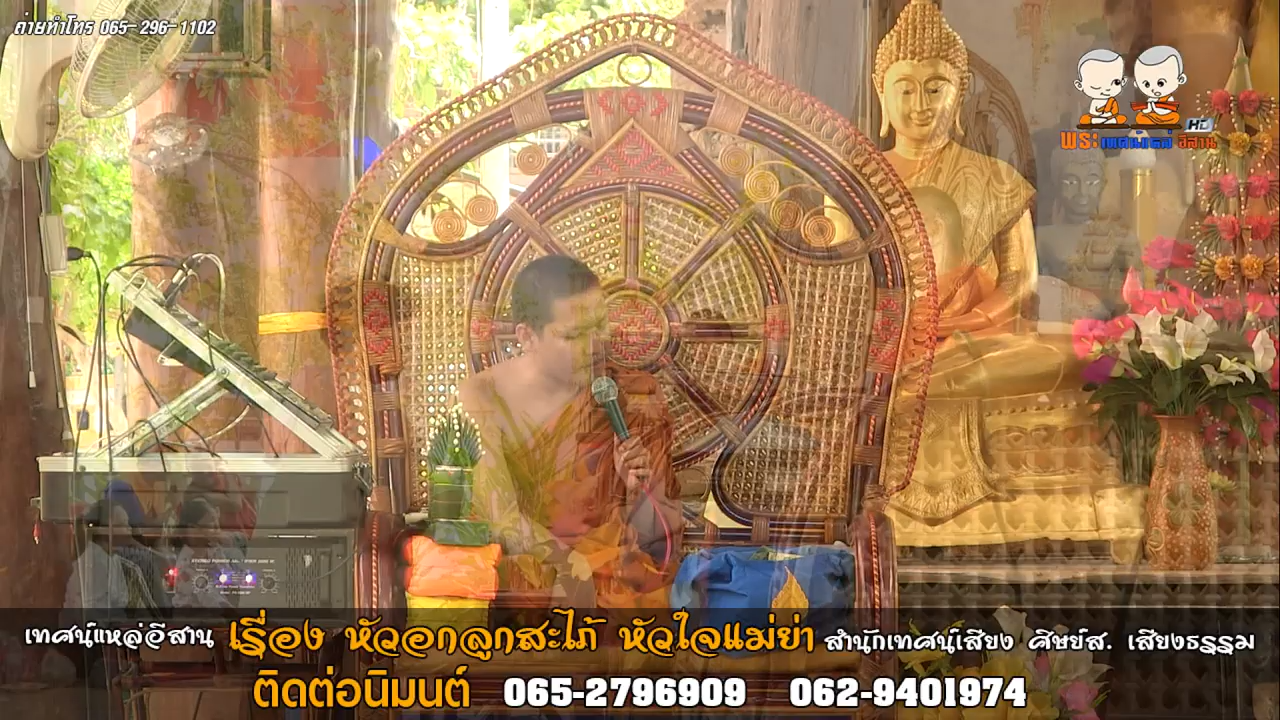 ถ่ายทำโทร 065-296-1102
HD
พระเทศน์แหล่ อีสาน
เทศน์แหล่อีสาน เรื่อง หัวอกลูกสะใภ้ หัวใจแม่ย่า สำนักเทศน์เสียง ศิษย์ส. เสียงธรรม
ติดต่อนิมนต์ 065-2796909 062-9401974